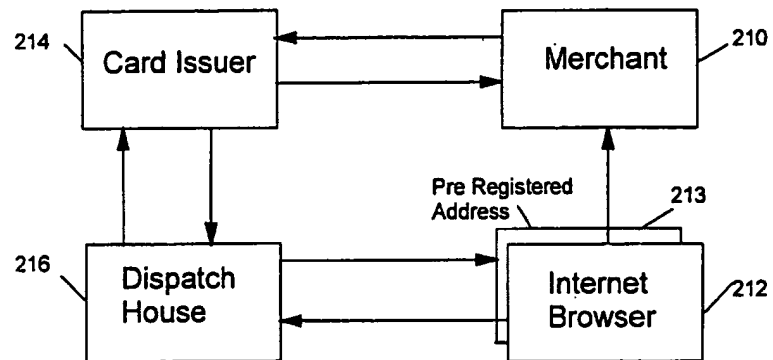 214
Card Issuer
Merchant
210
Pre Registered
Address
213
216
Dispatch
House
Internet
Browser
212